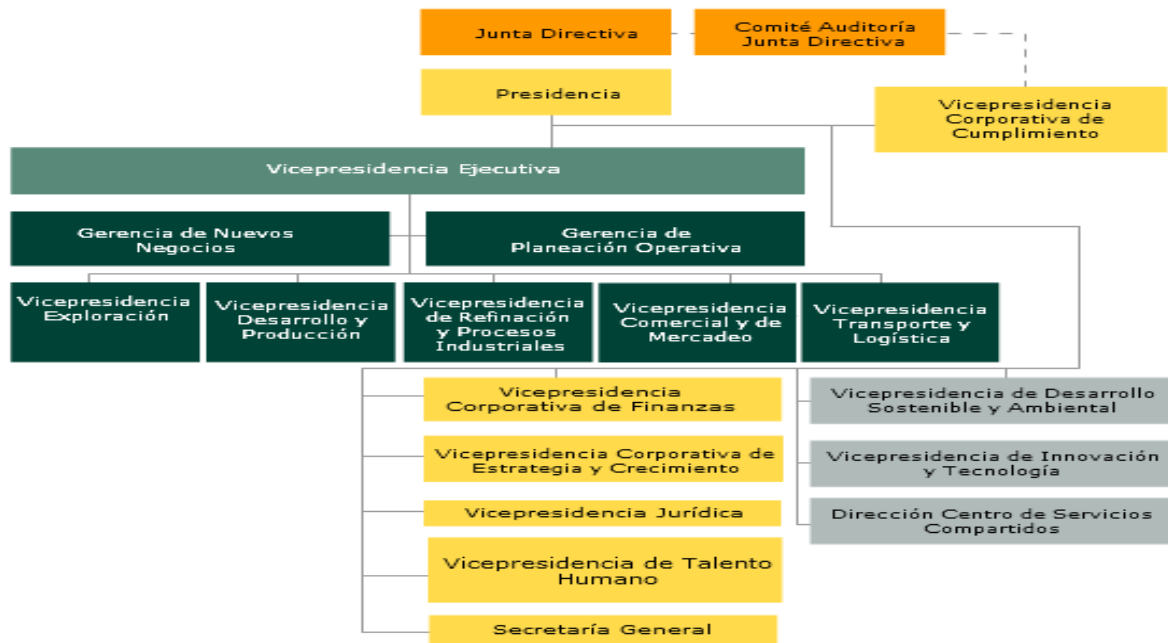 Junta Directiva
Comité Auditoría
Junta Directiva
Presidencia
Vicepresidencia
Corporativa de
Cumplimiento
Vicepresidencia Ejecutiva
Gerencia de Nuevos
Negocios
Gerencia de
Planeación Operativa
Vicepresidencia
Exploración
Vicepresidencia
Desarrollo y
Producción
Vicepresidencia
de Refinación
y Procesos
Industriales
Vicepresidencia
Comercial y de
Mercadeo
Vicepresidencia
Transporte y
Logística
Vicepresidencia
Corporativa de Finanzas
Vicepresidencia Corporativa de
Estrategia y Crecimiento
Vicepresidencia Jurídica
Vicepresidencia de Talento
Humano
Secretaría General
Vicepresidencia de Desarrollo
Sostenible y Ambiental
Vicepresidencia de Innovación
y Tecnología
Dirección Centro de Servicios
Compartidos